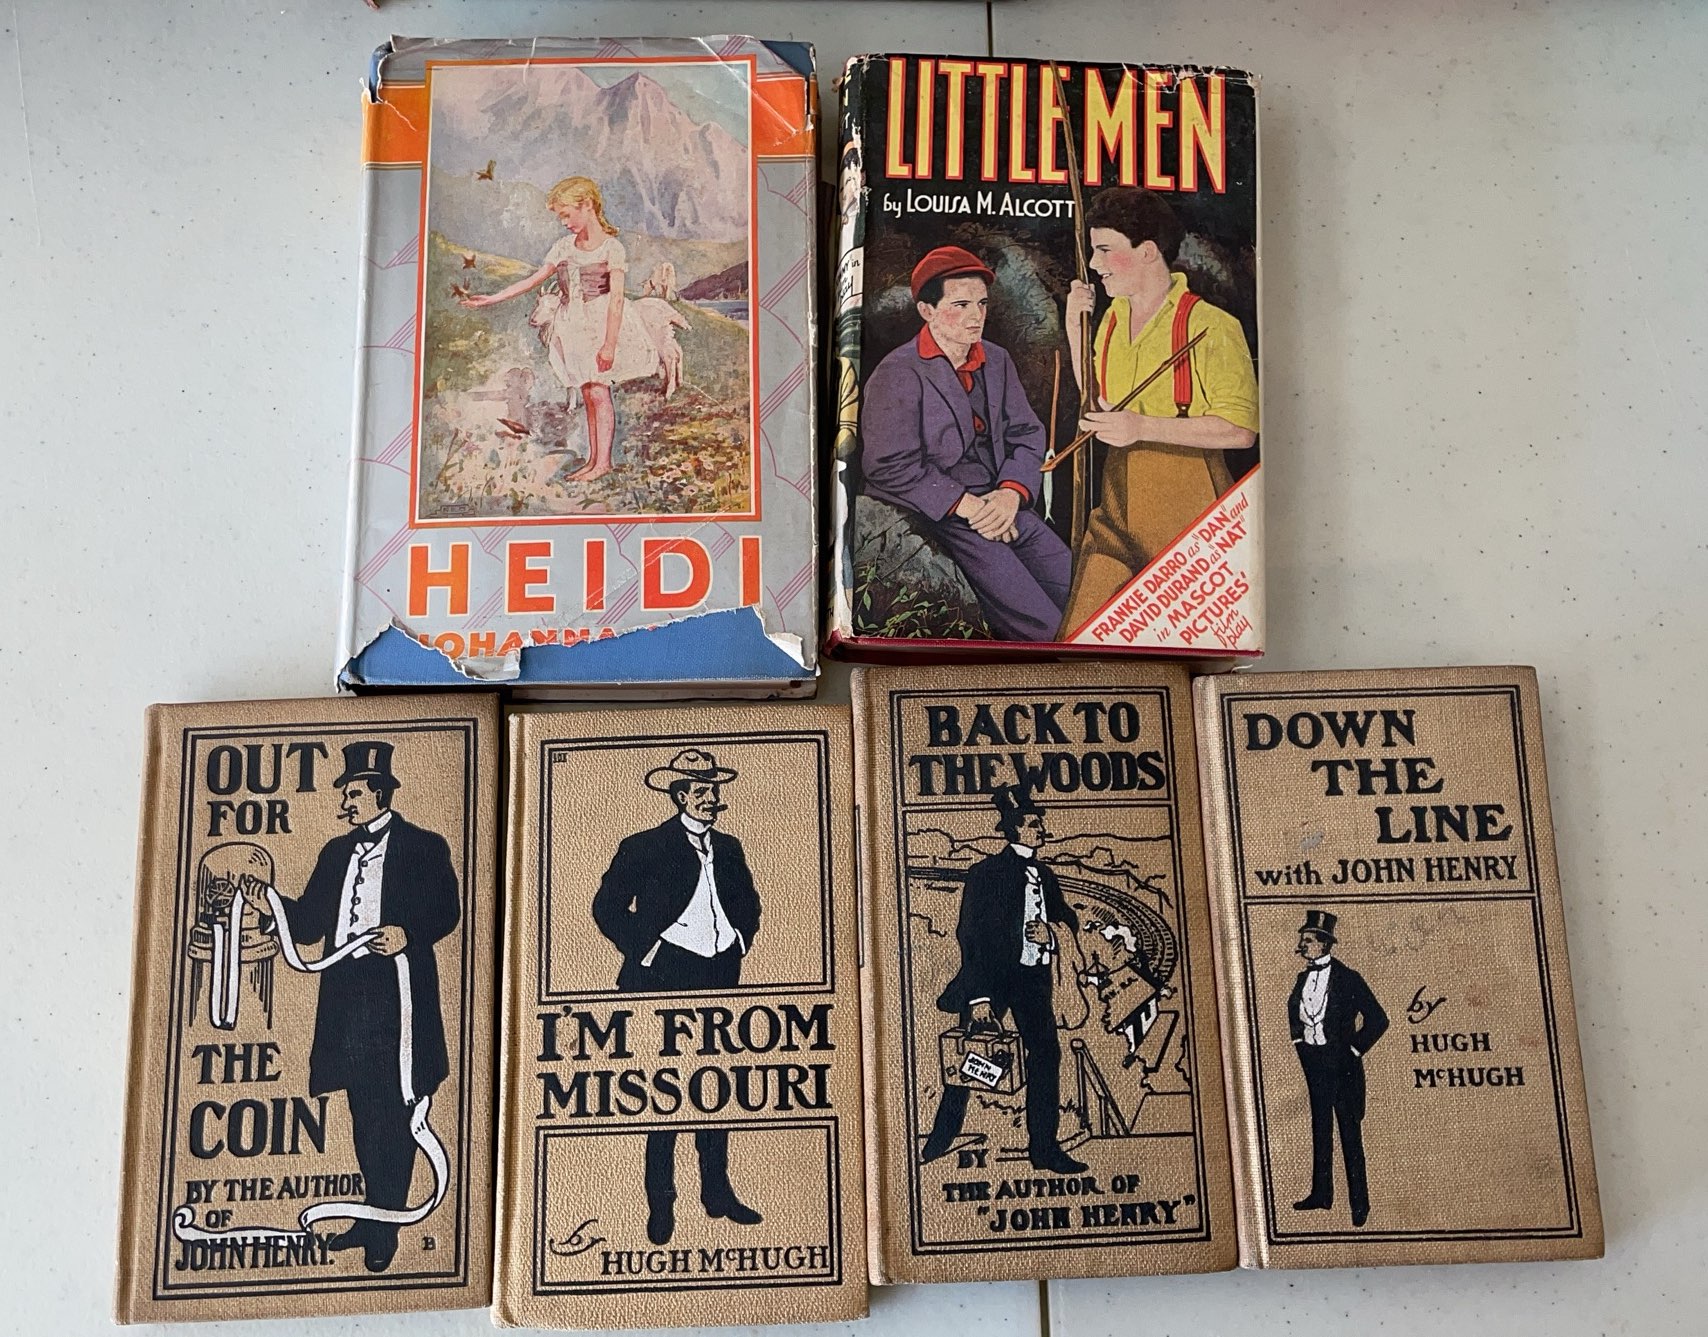 HEIDI
JOHANNA
LITTLE MEN
by LOUISA M. ALCOTT
FRANKIE DARRO as "DAN" and
DAVID DURAND as "NAT"
in MASCOT
PICTURES'
film
play
OUT
FOR
THE
COIN
BY THE AUTHOR
OF
JOHN HENRY.
B
I'M FROM
MISSOURI
by
HUGH McHUGH
BACK TO
THE WOODS
JOHN
HENRY
BY
THE AUTHOR OF
"JOHN HENRY"
DOWN
THE
LINE
with JOHN HENRY
by
HUGH
McHUGH